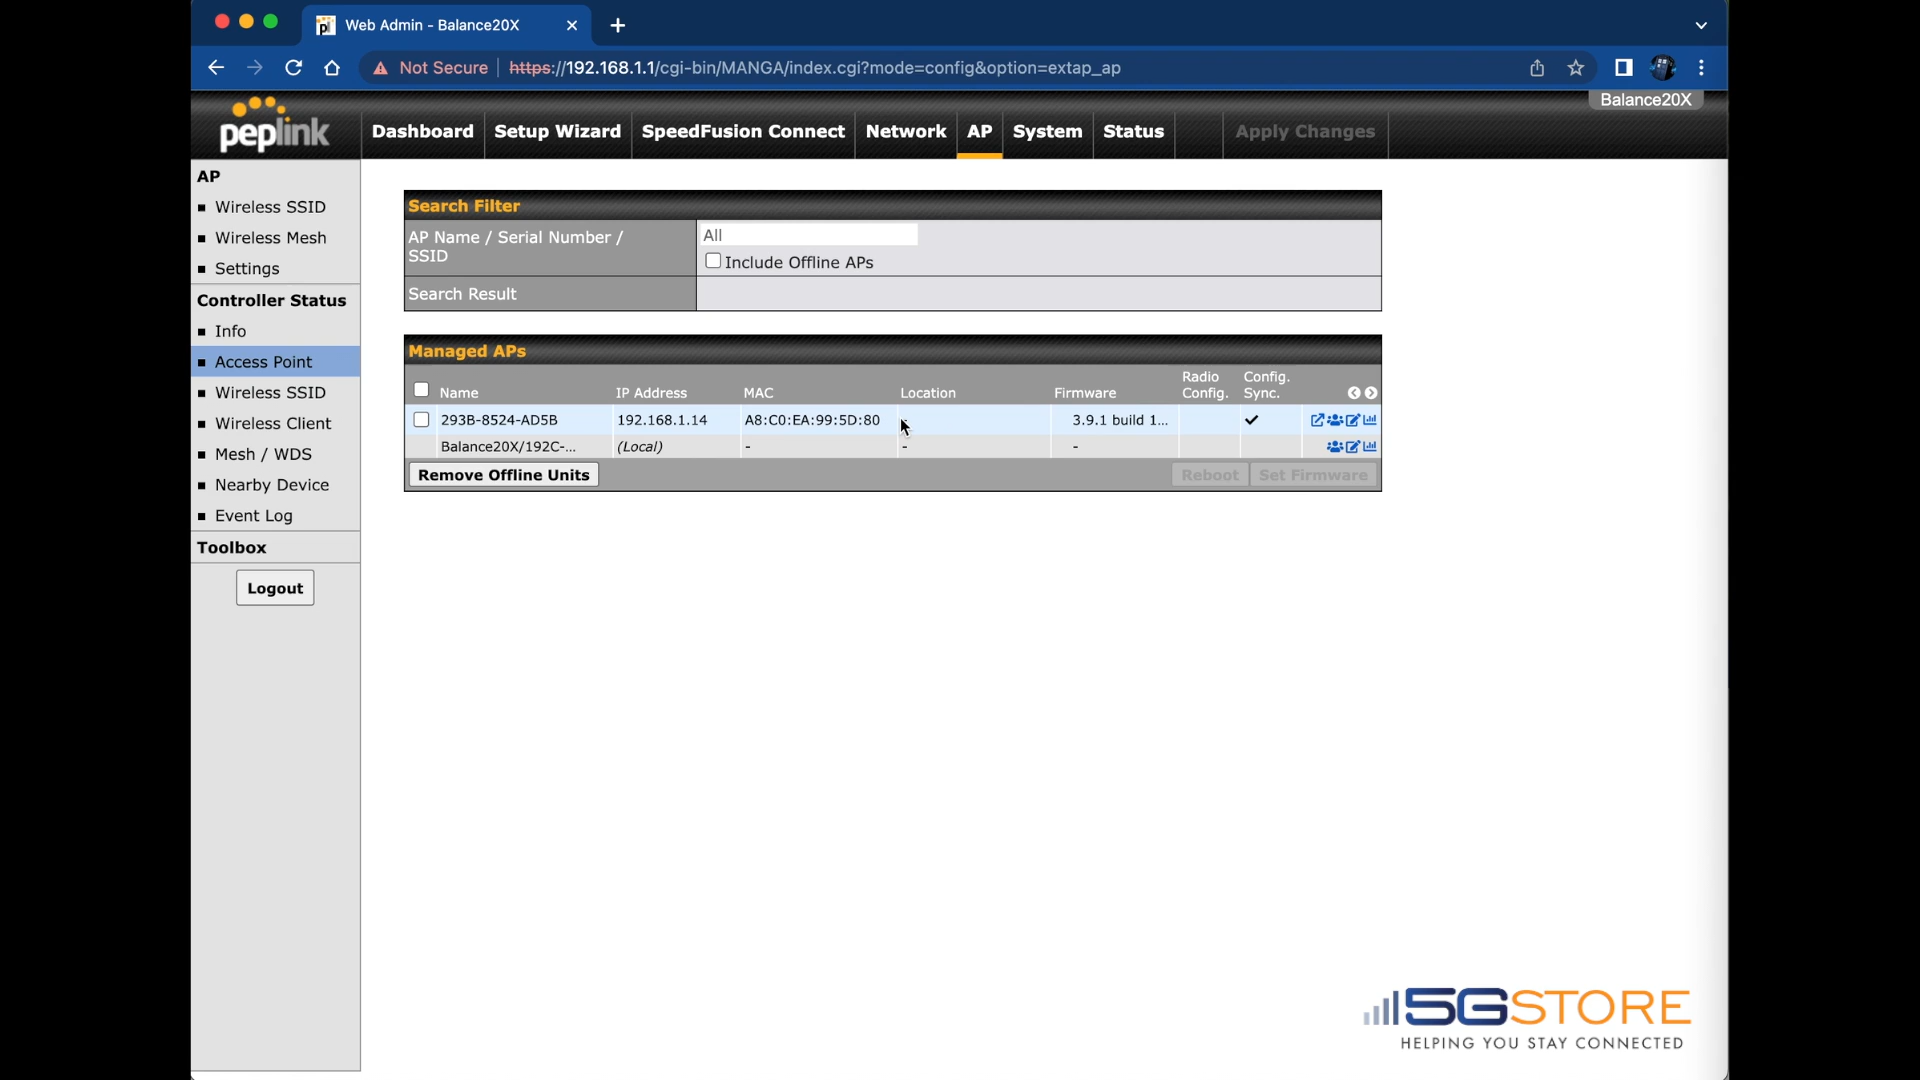 Web Admin - Balance20X
Not Secure
https://192.168.1.1/cgi-bin/MANGA/index.cgi?mode=config&option=extap_ap
Balance20X
peplink
Dashboard
Setup Wizard
SpeedFusion Connect
Network
AP
System
Status
Apply Changes
AP
Wireless SSID
Wireless Mesh
Settings
Controller Status
Info
Access Point
Wireless SSID
Wireless Client
Mesh / WDS
Nearby Device
Event Log
Toolbox
Logout
Search Filter
AP Name / Serial Number /
SSID
All
Include Offline APs
Search Result
Managed APs
Name IP Address MAC Location Firmware Radio Config. Config. Sync.
293B-8524-AD5B 192.168.1.14 A8:C0:EA:99:5D:80 - 3.9.1 build 1...
Balance20X/192C-... (Local) - - -
Remove Offline Units Reboot Set Firmware
5GSTORE
HELPING YOU STAY CONNECTED